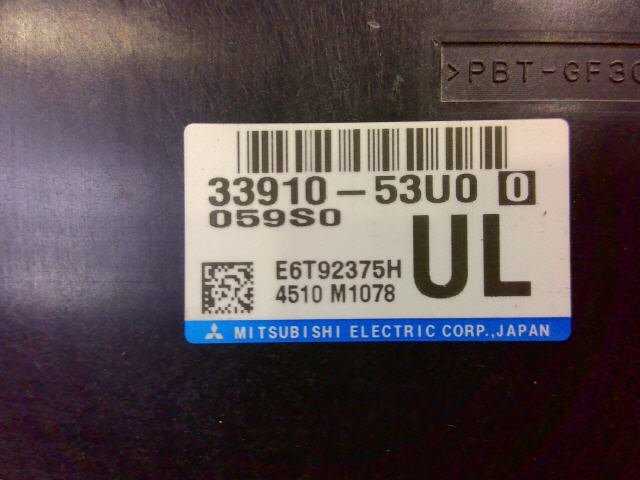 >PBT-GF30
33910-53U0 0
059S0
UL
E6T92375H
4510 M1078
MITSUBISHI ELECTRIC CORP.,JAPAN